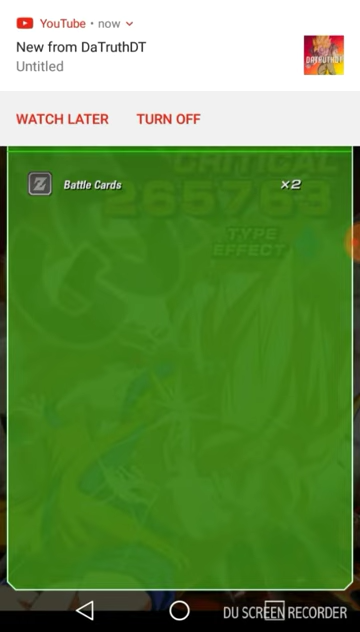 YouTube • now
New from DaTruthDT
Untitled
DATRUTHDT
WATCH LATER TURN OFF
CRITICAL
Battle Cards ×2
265763
TYPE
EFFECT
DU SCREEN RECORDER